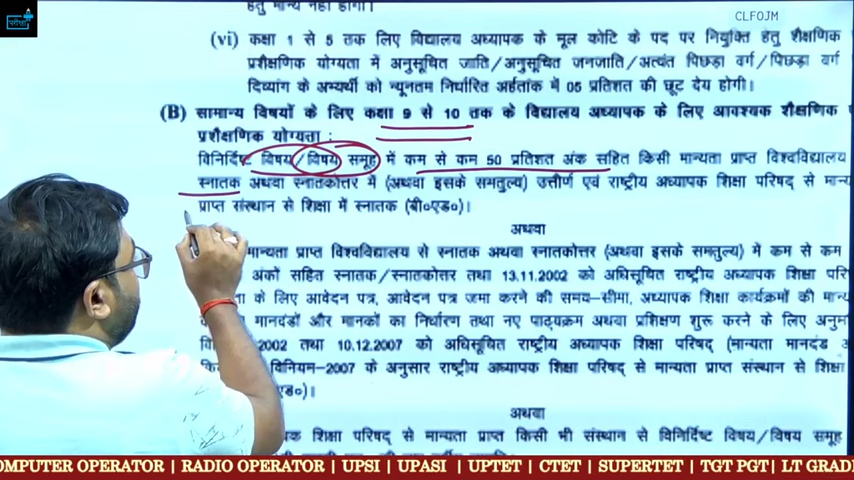 परीक्षा
हेतु मान्य नहीं होगी।
CLFOJM
(vi) कक्षा 1 से 5 तक लिए विद्यालय अध्यापक के मूल कोटि के पद पर नियुक्ति हेतु शैक्षणिक
प्रशैक्षणिक योग्यता में अनुसूचित जाति/अनुसूचित जनजाति/अत्यंत पिछड़ा वर्ग/पिछड़ा वर्ग
दिव्यांग के अभ्यर्थी को न्यूनतम निर्धारित अर्हतांक में 05 प्रतिशत की छूट देय होगी।
(B) सामान्य विषयों के लिए कक्षा 9 से 10 तक के विद्यालय अध्यापक के लिए आवश्यक शैक्षणिक
प्रशैक्षणिक योग्यता :
विनिर्दिष्ट विषय/विषय समूह में कम से कम 50 प्रतिशत अंक सहित किसी मान्यता प्राप्त विश्वविद्यालय
स्नातक अथवा स्नातकोत्तर में (अथवा इसके समतुल्य) उत्तीर्ण एवं राष्ट्रीय अध्यापक शिक्षा परिषद् से
प्राप्त संस्थान से शिक्षा में स्नातक (बी०एड०)।
अथवा
मान्यता प्राप्त विश्वविद्यालय से स्नातक अथवा स्नातकोत्तर (अथवा इसके समतुल्य) में कम से कम
अंकों सहित स्नातक/स्नातकोत्तर तथा 13.11.2002 को अधिसूचित राष्ट्रीय अध्यापक शिक्षा
के लिए आवेदन पत्र, आवेदन पत्र जमा करने की समय-सीमा, अध्यापक शिक्षा कार्यक्रमों की
मानदंडों और मानकों का निर्धारण तथा नए पाठ्यक्रम अथवा प्रशिक्षण शुरू करने के लिए
2002 तथा 10.12.2007 को अधिसूचित राष्ट्रीय अध्यापक शिक्षा परिषद् (मान्यता मानदंड
विनियम-2007 के अनुसार राष्ट्रीय अध्यापक शिक्षा परिषद् से मान्यता प्राप्त संस्थान से शिक्षा
अथवा
शिक्षा परिषद् से मान्यता प्राप्त किसी भी संस्थान से विनिर्दिष्ट विषय/विषय समूह
COMPUTER OPERATOR | RADIO OPERATOR | UPSI | UPASI | UPTET | CTET | SUPERTET | TGT PGT| LT GRADE